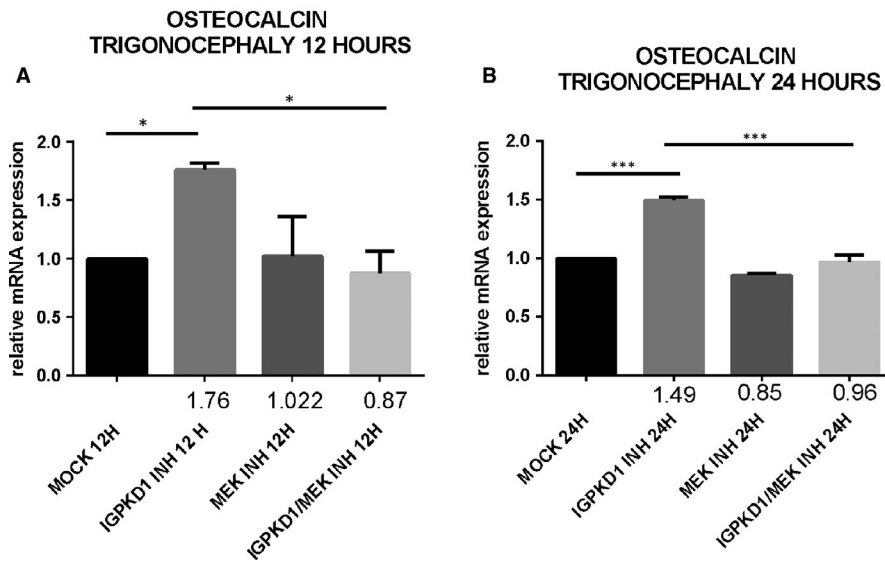 OSTEOCALCIN
TRIGONOCEPHALY 12 HOURS
A
*
*
relative mRNA expression
2.0
1.5
1.0
0.5
0.0
1.76
1.022
0.87
MOCK 12H
IGPKD1 INH 12 H
MEK INH 12H
IGPKD1/MEK INH 12H
OSTEOCALCIN
TRIGONOCEPHALY 24 HOURS
B
***
***
relative mRNA expression
2.0
1.5
1.0
0.5
0.0
1.49
0.85
0.96
MOCK 24H
IGPKD1 INH 24H
MEK INH 24H
IGPKD1/MEK INH 24H